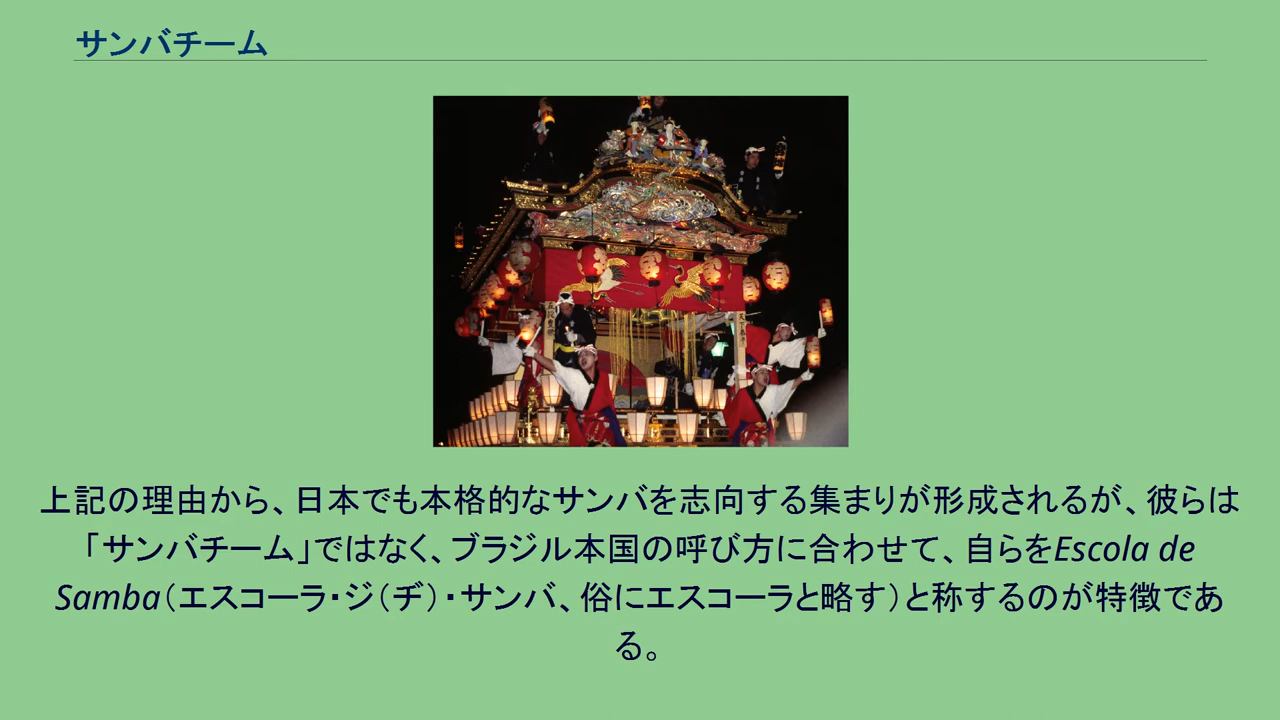 サンバチーム
上記の理由から、日本でも本格的なサンバを志向する集まりが形成されるが、彼らは
「サンバチーム」ではなく、ブラジル本国の呼び方に合わせて、自らをEscola de
Samba（エスコーラ・ジ（ヂ）・サンバ、俗にエスコーラと略す）と称するのが特徴であ
る。